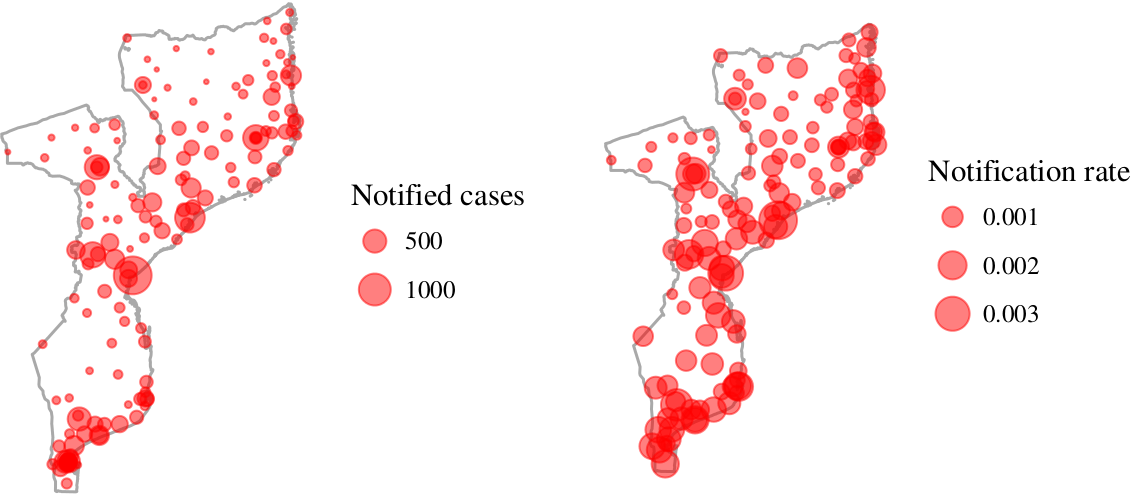 Notified cases
500
1000
Notification rate
0.001
0.002
0.003